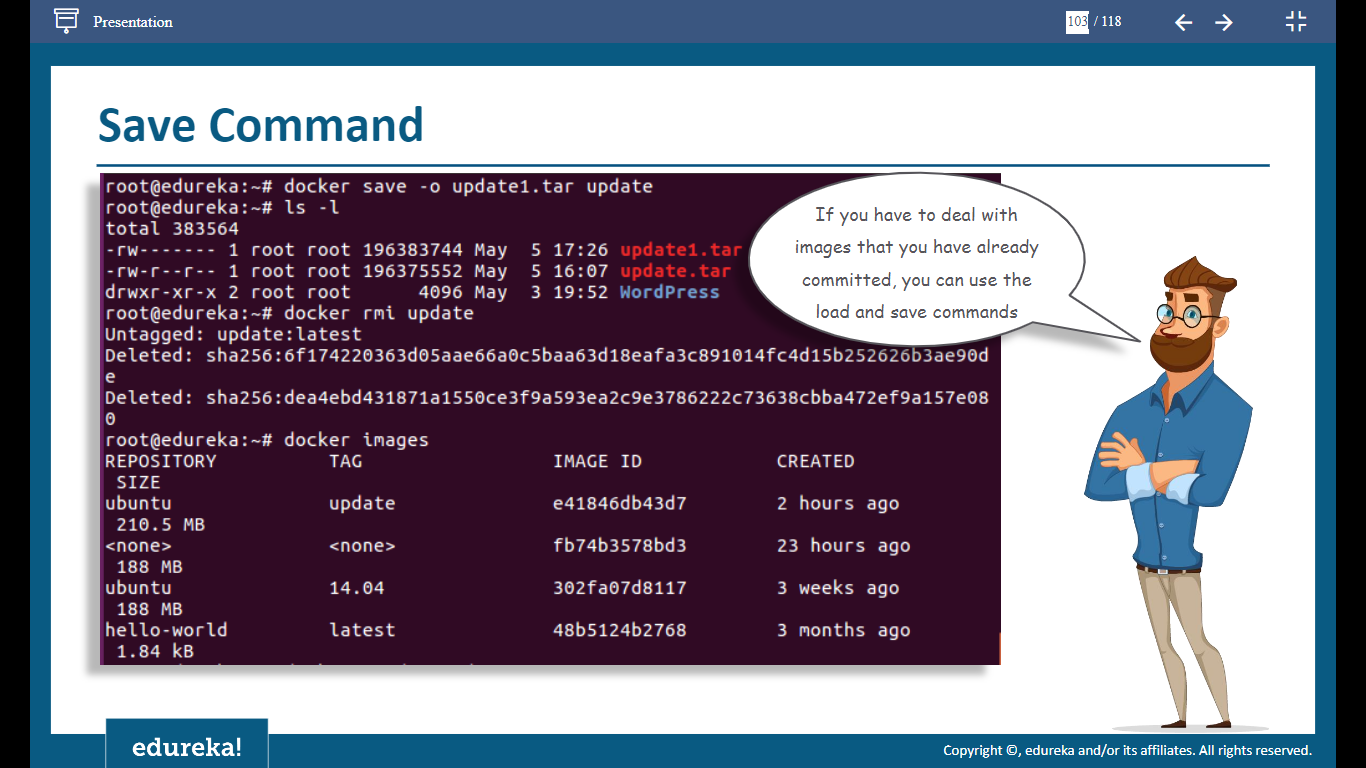 Presentation
103 / 118
Save Command
root@edureka:~# docker save -o update1.tar update
root@edureka:~# ls -l
total 383564
-rw------- 1 root root 196383744 May  5 17:26 update1.tar
-rw-r--r-- 1 root root 196375552 May  5 16:07 update.tar
drwxr-xr-x 2 root root      4096 May  3 19:52 WordPress
root@edureka:~# docker rmi update
Untagged: update:latest
Deleted: sha256:6f174220363d05aae66a0c5baa63d18eafa3c891014fc4d15b252626b3ae90d
e
Deleted: sha256:dea4ebd431871a1550ce3f9a593ea2c9e3786222c73638cbba472ef9a157e08
0
root@edureka:~# docker images
REPOSITORY          TAG                 IMAGE ID            CREATED
 SIZE
ubuntu              update              e41846db43d7        2 hours ago
 210.5 MB
<none>              <none>              fb74b3578bd3        23 hours ago
 188 MB
ubuntu              14.04               302fa07d8117        3 weeks ago
 188 MB
hello-world         latest              48b5124b2768        3 months ago
 1.84 kB
If you have to deal with
images that you have already
committed, you can use the
load and save commands
edureka!
Copyright ©, edureka and/or its affiliates. All rights reserved.